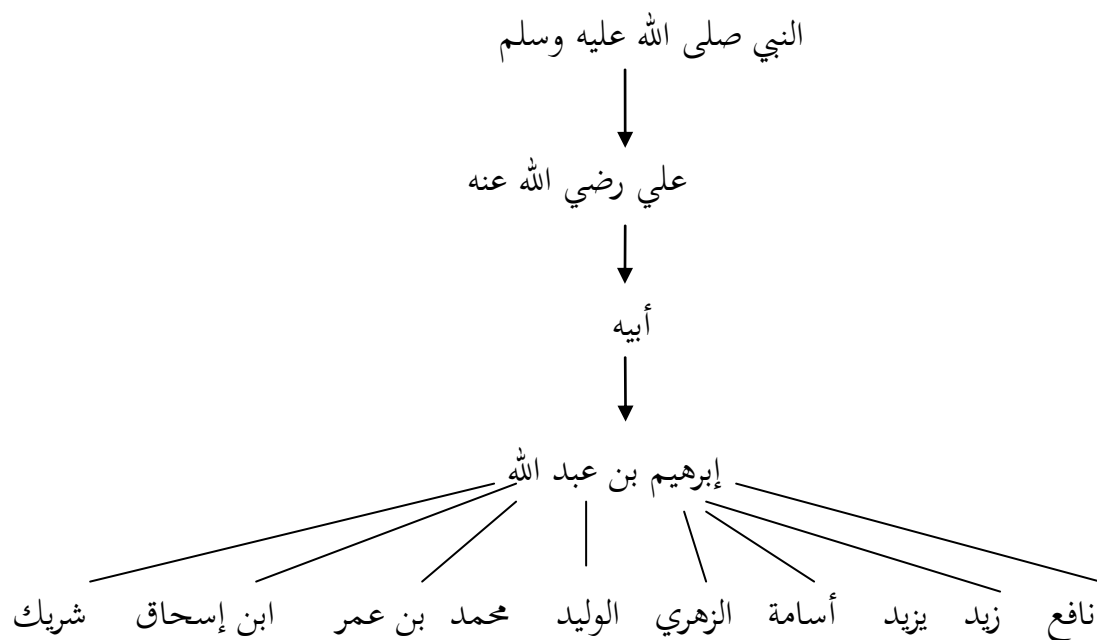 النبي صلى الله عليه وسلم
علي رضي الله عنه
أبيه
إبرهيم بن عبد الله
نافع زيد يزيد أسامة الزهري الوليد محمد بن عمر ابن إسحاق شريك